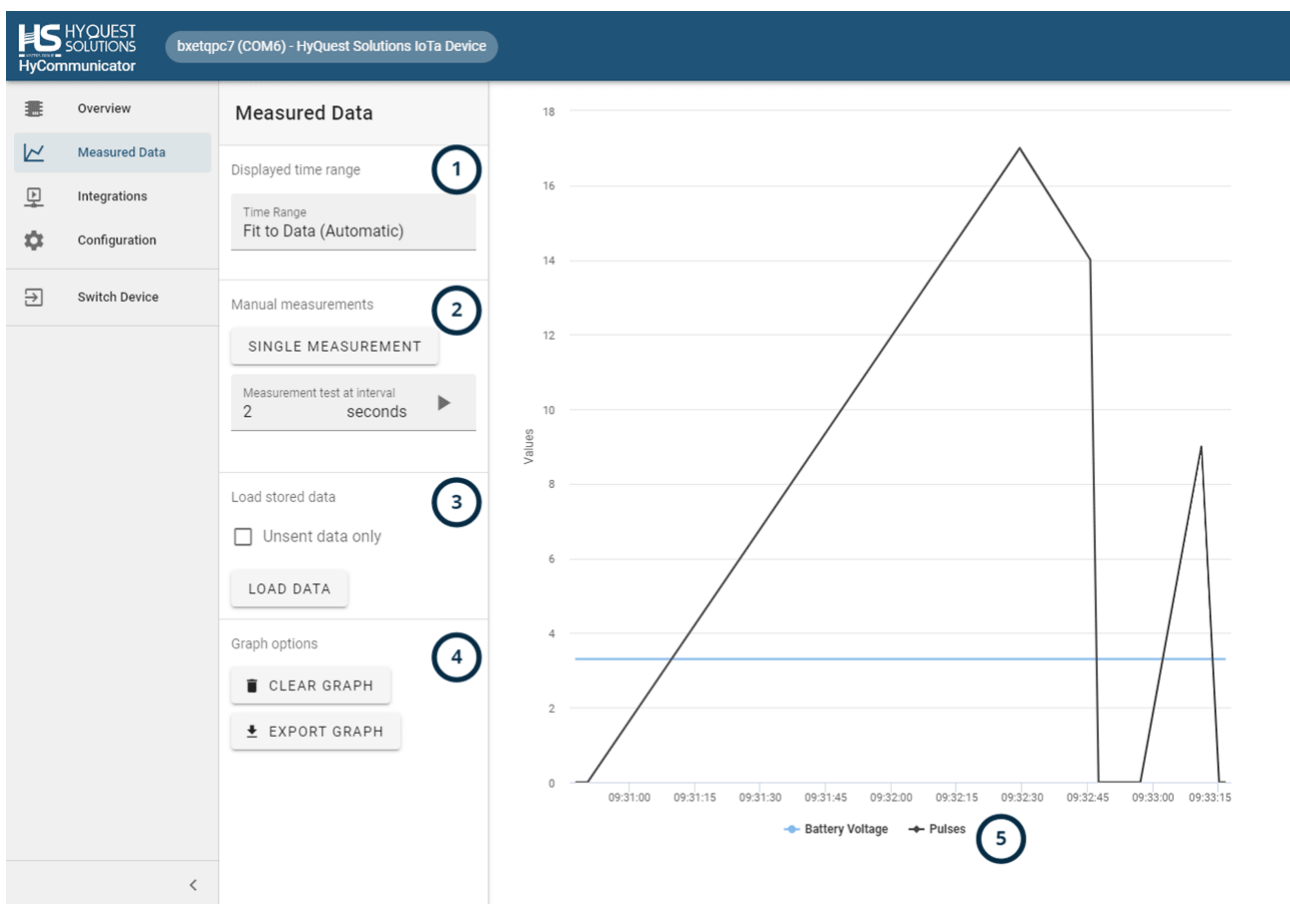 HS HYQUEST
SOLUTIONS
HyCommunicator
bxetqpc7 (COM6) - HyQuest Solutions IoTa Device
Overview
Measured Data
Integrations
Configuration
Switch Device
Measured Data
Displayed time range
1
Time Range
Fit to Data (Automatic)
Manual measurements
2
SINGLE MEASUREMENT
Measurement test at interval
2 seconds
Load stored data
3
Unsent data only
LOAD DATA
Graph options
4
CLEAR GRAPH
EXPORT GRAPH
Values
18
16
14
12
10
8
6
4
2
0
09:31:00 09:31:15 09:31:30 09:31:45 09:32:00 09:32:15 09:32:30 09:32:45 09:33:00 09:33:15
Battery Voltage Pulses
5